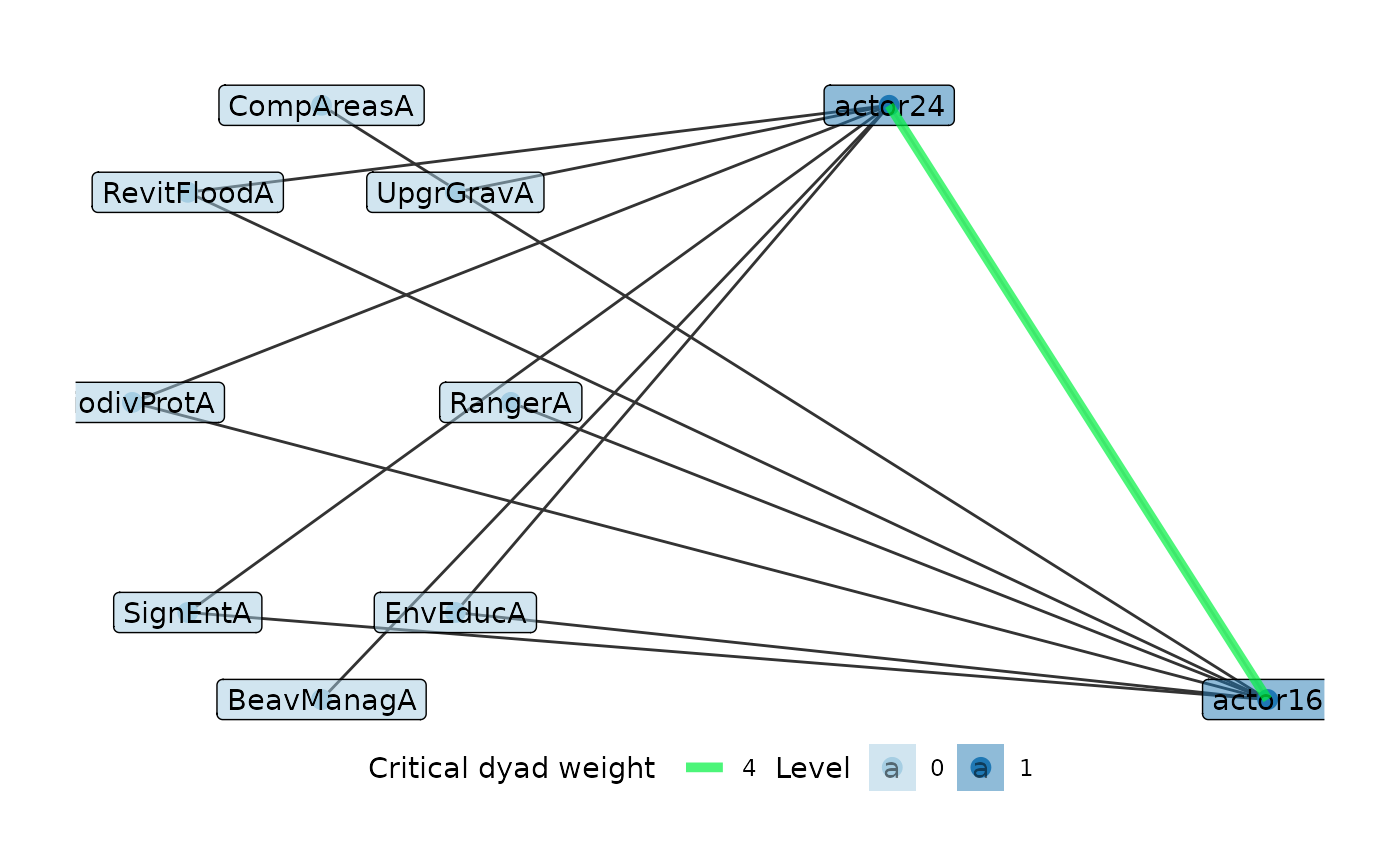 CompAreasA
actor24
RevitFloodA
UpgrGravA
odivProtA
RangerA
SignEntA
EnvEducA
BeavManagA
actor16
Critical dyad weight 4 Level a 0 a 1